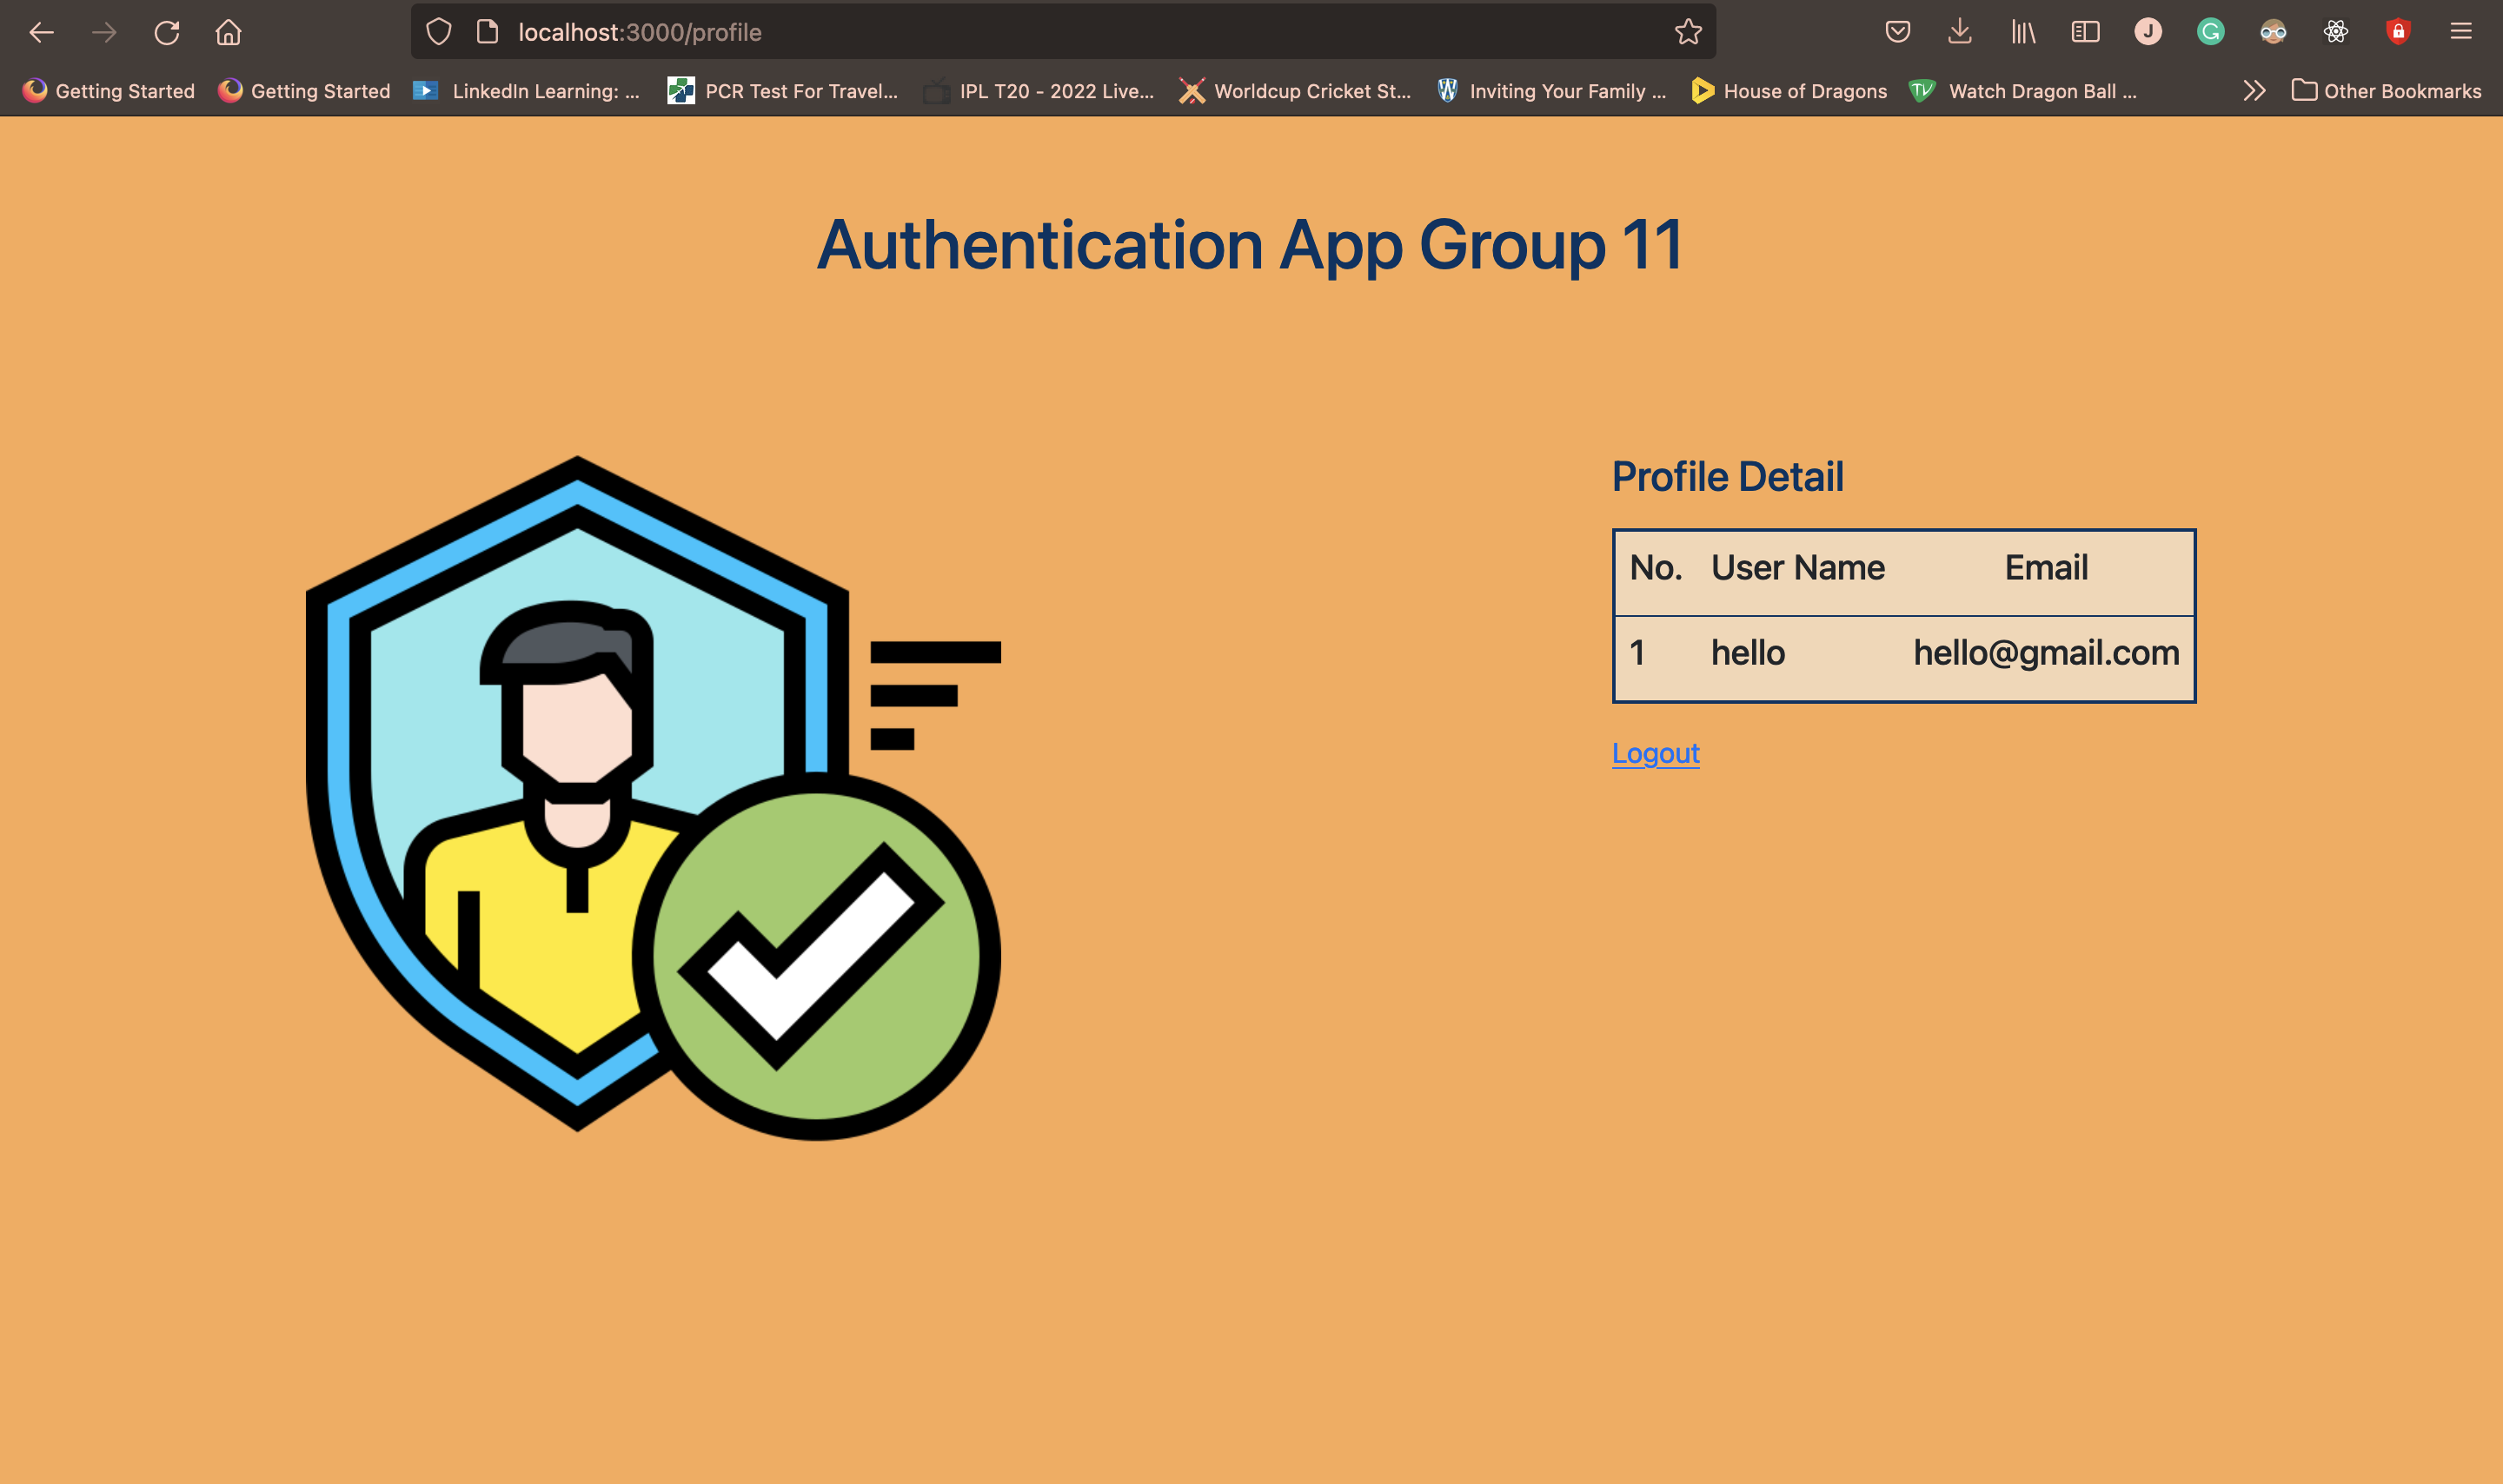 localhost:3000/profile
J
G
Getting Started
Getting Started
LinkedIn Learning: ...
PCR Test For Travel...
IPL T20 - 2022 Live...
Worldcup Cricket St...
W
Inviting Your Family ...
House of Dragons
TV
Watch Dragon Ball ...
Other Bookmarks
Authentication App Group 11
Profile Detail
No. User Name Email
1 hello hello@gmail.com
Logout